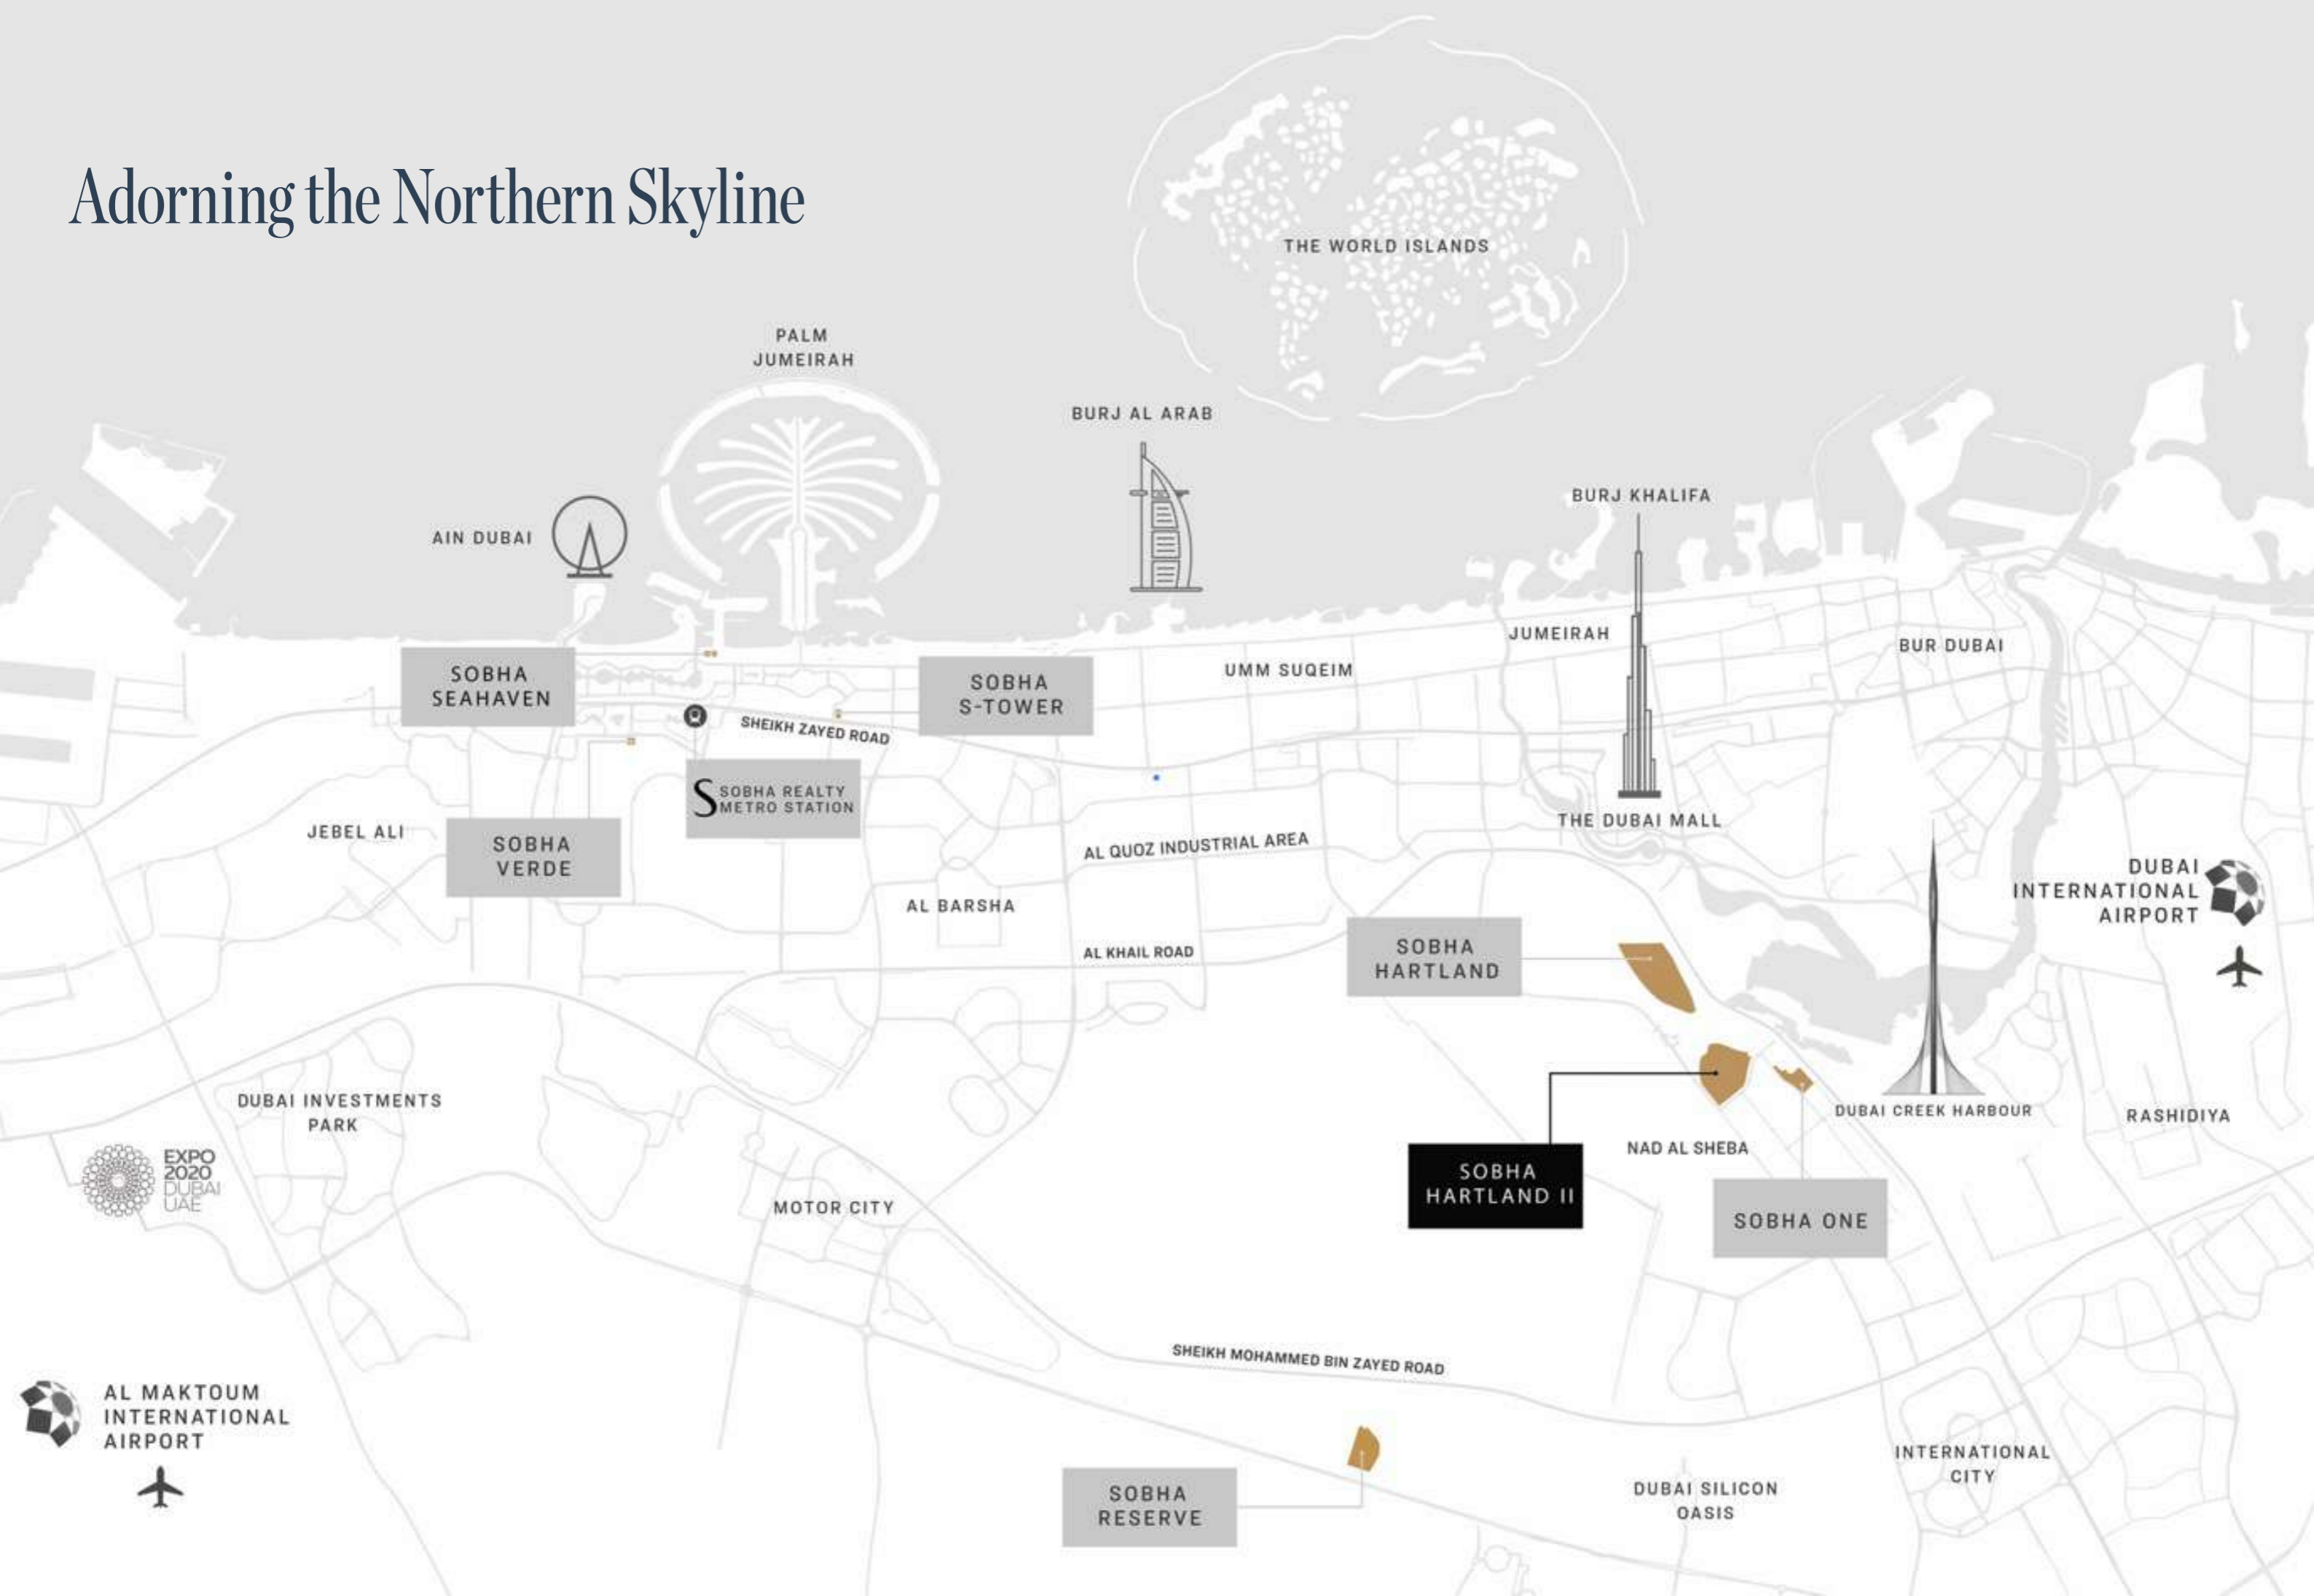 Adorning the Northern Skyline
THE WORLD ISLANDS
PALM
JUMEIRAH
BURJ AL ARAB
BURJ KHALIFA
AIN DUBAI
JUMEIRAH
BUR DUBAI
SOBHA
SEAHAVEN
SOBHA
S-TOWER
UMM SUQEIM
SHEIKH ZAYED ROAD
S SOBHA REALTY
METRO STATION
JEBEL ALI
SOBHA
VERDE
THE DUBAI MALL
AL QUOZ INDUSTRIAL AREA
DUBAI
INTERNATIONAL
AIRPORT
AL BARSHA
AL KHAIL ROAD
SOBHA
HARTLAND
DUBAI INVESTMENTS
PARK
DUBAI CREEK HARBOUR
RASHIDIYA
NAD AL SHEBA
EXPO
2020
DUBAI
UAE
SOBHA
HARTLAND II
MOTOR CITY
SOBHA ONE
SHEIKH MOHAMMED BIN ZAYED ROAD
AL MAKTOUM
INTERNATIONAL
AIRPORT
INTERNATIONAL
CITY
SOBHA
RESERVE
DUBAI SILICON
OASIS